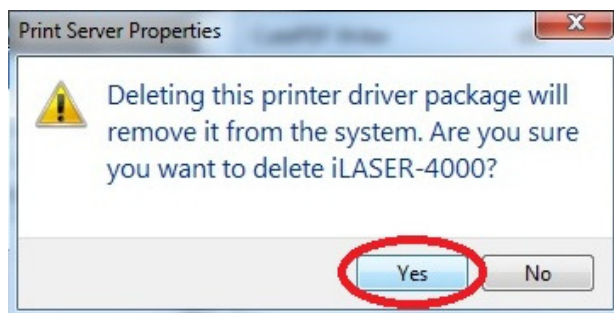 Print Server Properties
Deleting this printer driver package will
remove it from the system. Are you sure
you want to delete iLASER-4000?
Yes
No